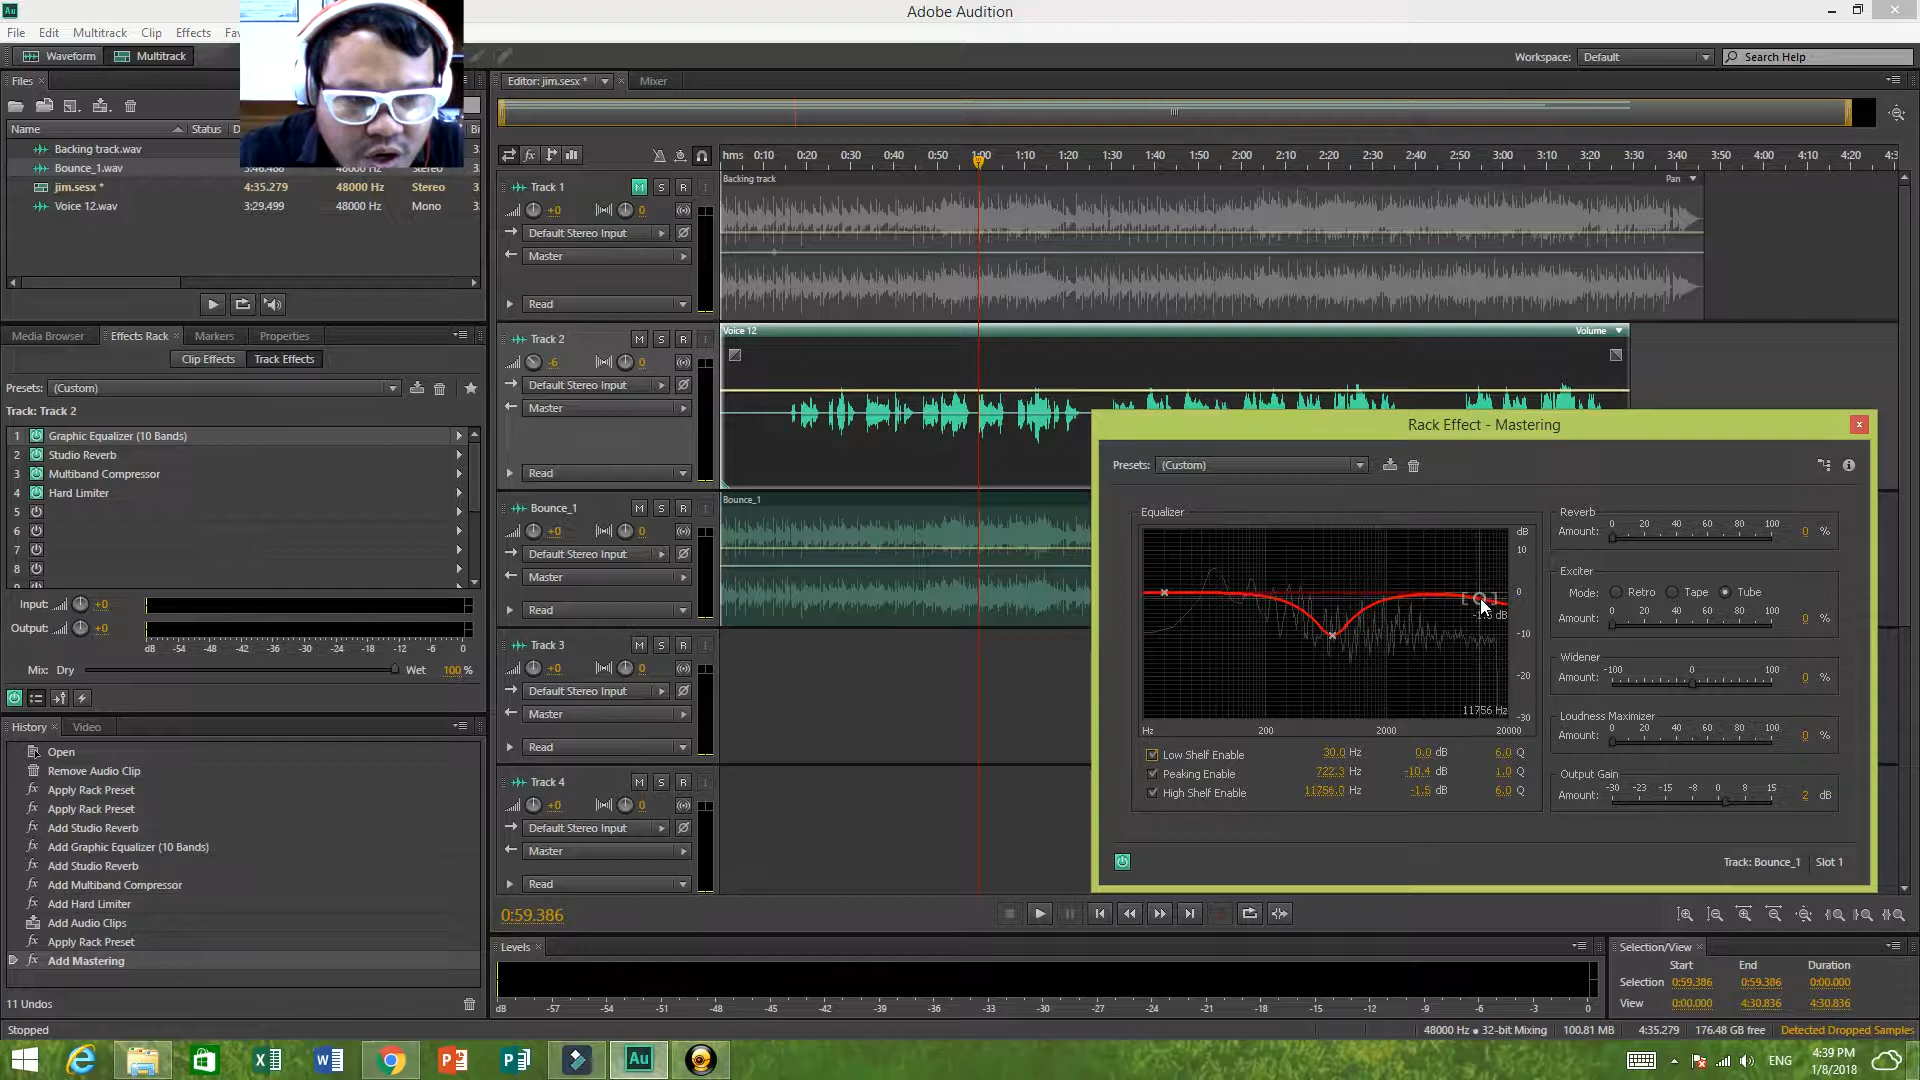 Adobe Audition
File Edit Multitrack Clip Effects Fav
Waveform Multitrack
Workspace: Default
Search Help
Files
Editor: jim.sesx *
Mixer
Name Status D
Backing track.wav
Bounce_1.wav 3:46.486 Stereo 3
jim.sesx * 4:35.279 48000 Hz Stereo 3
Voice 12.wav 3:29.499 48000 Hz Mono 3
hms 0:10 0:20 0:30 0:40 0:50 1:00 1:10 1:20 1:30 1:40 1:50 2:00 2:10 2:20 2:30 2:40 2:50 3:00 3:10 3:20 3:30 3:40 3:50 4:00 4:10 4:20 4:3
Track 1 M S R I
+0 0
Default Stereo Input
Master
Read
Backing track
Pan
Media Browser Effects Rack Markers Properties
Clip Effects Track Effects
Presets: (Custom)
Track: Track 2
1 Graphic Equalizer (10 Bands)
2 Studio Reverb
3 Multiband Compressor
4 Hard Limiter
5
6
7
8
Input: +0
Output: +0
dB -54 -48 -42 -36 -30 -24 -18 -12 -6 0
Mix: Dry Wet 100 %
Track 2 M S R I
-6 0
Default Stereo Input
Master
Read
Voice 12
Volume
Bounce_1 M S R I
+0 0
Default Stereo Input
Master
Read
Bounce_1
Track 3 M S R I
+0 0
Default Stereo Input
Master
Read
Track 4 M S R I
+0 0
Default Stereo Input
Master
Read
Rack Effect - Mastering
Presets: (Custom)
Equalizer
dB
10
0
-10
-20
-30
-1.5 dB
11756 Hz
Hz 200 2000 20000
Low Shelf Enable 30.0 Hz 0.0 dB 6.0 Q
Peaking Enable 722.3 Hz -10.4 dB 1.0 Q
High Shelf Enable 11756.0 Hz -1.5 dB 6.0 Q
Reverb
0 20 40 60 80 100
Amount: 0 %
Exciter
Mode: Retro Tape Tube
0 20 40 60 80 100
Amount: 0 %
Widener
-100 0 100
Amount: 0 %
Loudness Maximizer
0 20 40 60 80 100
Amount: 0 %
Output Gain
-30 -23 -15 -8 0 8 15
Amount: 2 dB
Track: Bounce_1 Slot 1
History Video
Open
Remove Audio Clip
Apply Rack Preset
Apply Rack Preset
Add Studio Reverb
Add Graphic Equalizer (10 Bands)
Add Studio Reverb
Add Multiband Compressor
Add Hard Limiter
Add Audio Clips
Apply Rack Preset
Add Mastering
11 Undos
0:59.386
Levels
dB -57 -54 -51 -48 -45 -42 -39 -36 -33 -30 -27 -24 -21 -18 -15 -12 -9 -6 -3 0
Selection/View
Start End Duration
Selection 0:59.386 0:59.386 0:00.000
View 0:00.000 4:30.836 4:30.836
Stopped
48000 Hz • 32-bit Mixing 100.81 MB 4:35.279 176.48 GB free Detected Dropped Samples
ENG
4:39 PM
1/8/2018